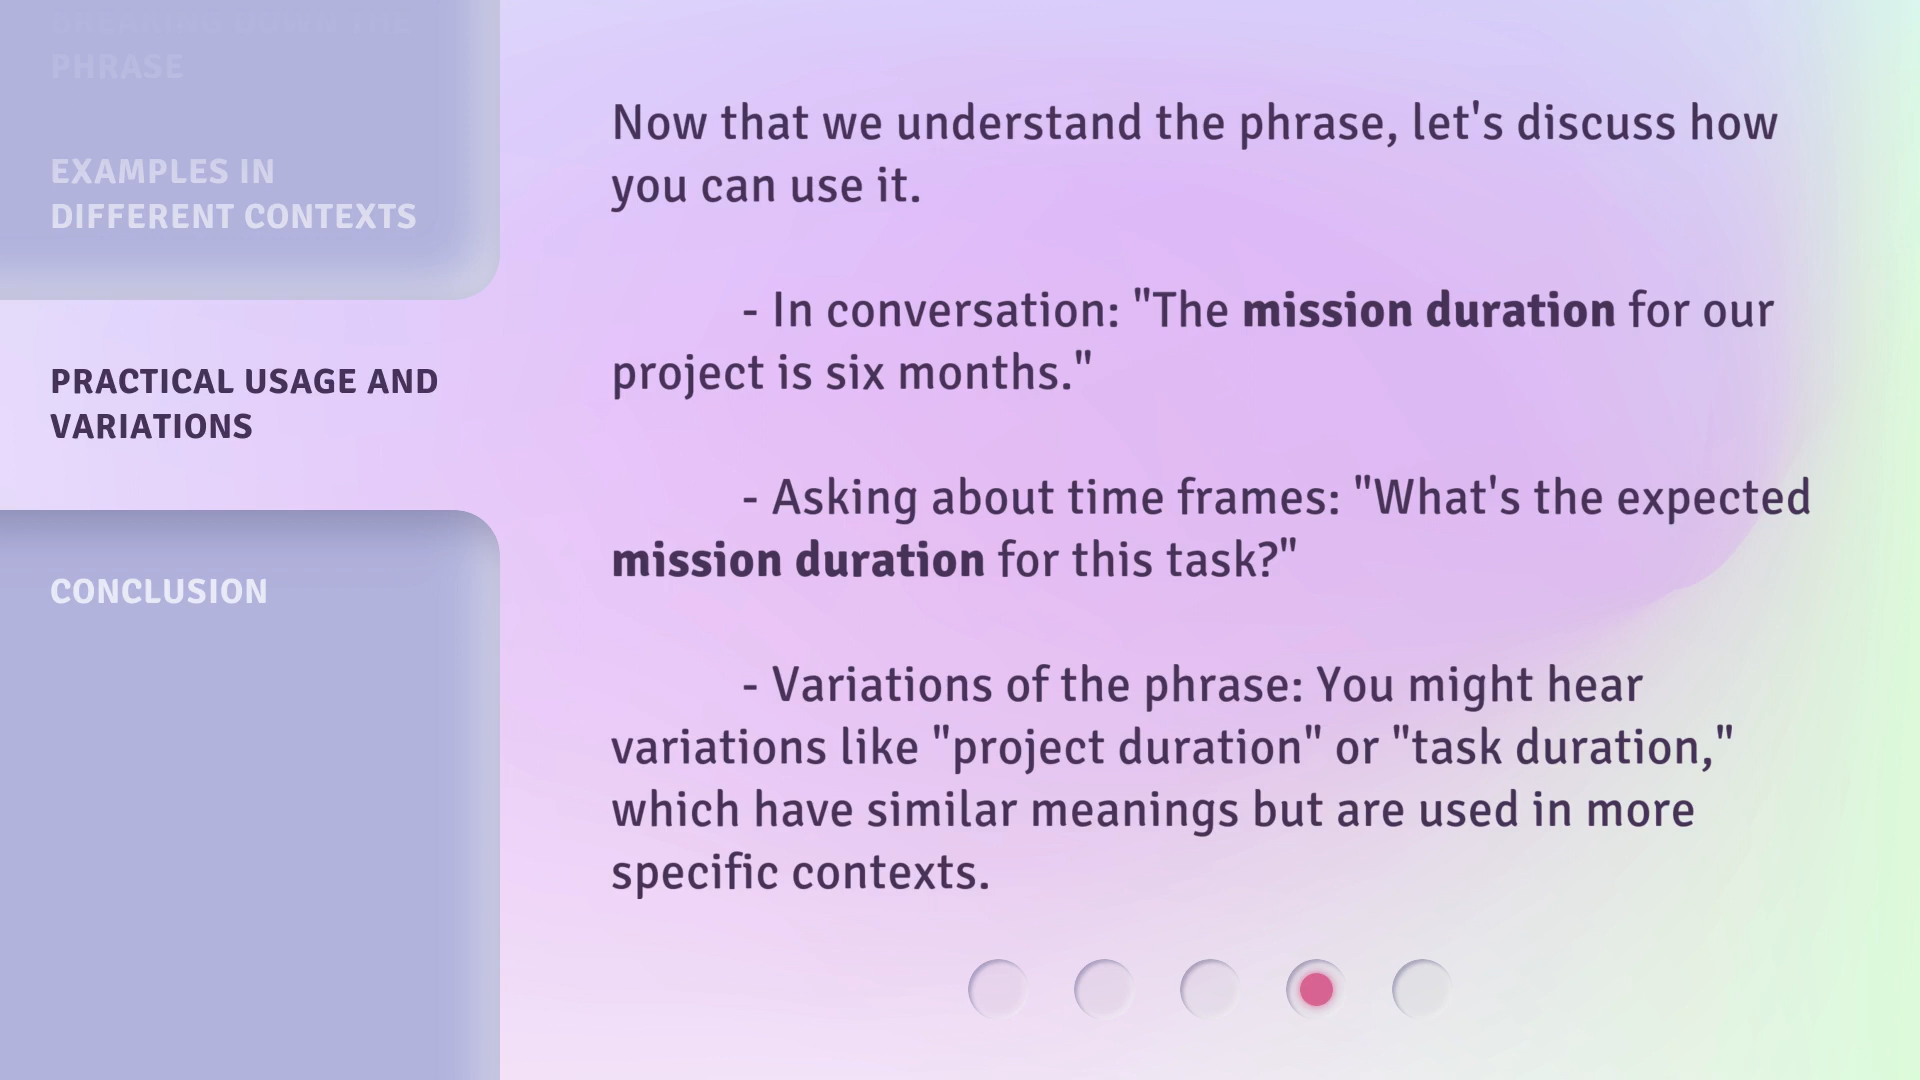 BREAKING DOWN THE
PHRASE
EXAMPLES IN
DIFFERENT CONTEXTS
PRACTICAL USAGE AND
VARIATIONS
CONCLUSION
Now that we understand the phrase, let's discuss how
you can use it.
- In conversation: "The mission duration for our
project is six months."
- Asking about time frames: "What's the expected
mission duration for this task?"
- Variations of the phrase: You might hear
variations like "project duration" or "task duration,"
which have similar meanings but are used in more
specific contexts.